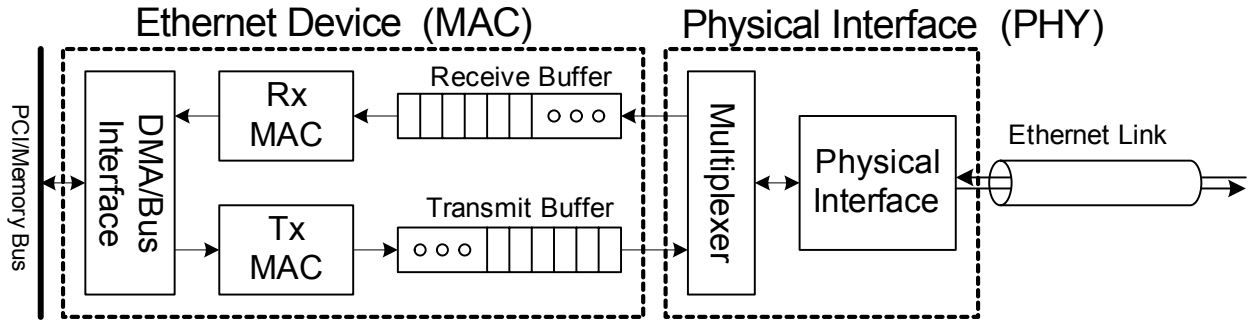 Ethernet Device (MAC)
Physical Interface (PHY)
PCI/Memory Bus
DMA/Bus
Interface
Rx
MAC
Receive Buffer
Tx
MAC
Transmit Buffer
Multiplexer
Physical
Interface
Ethernet Link